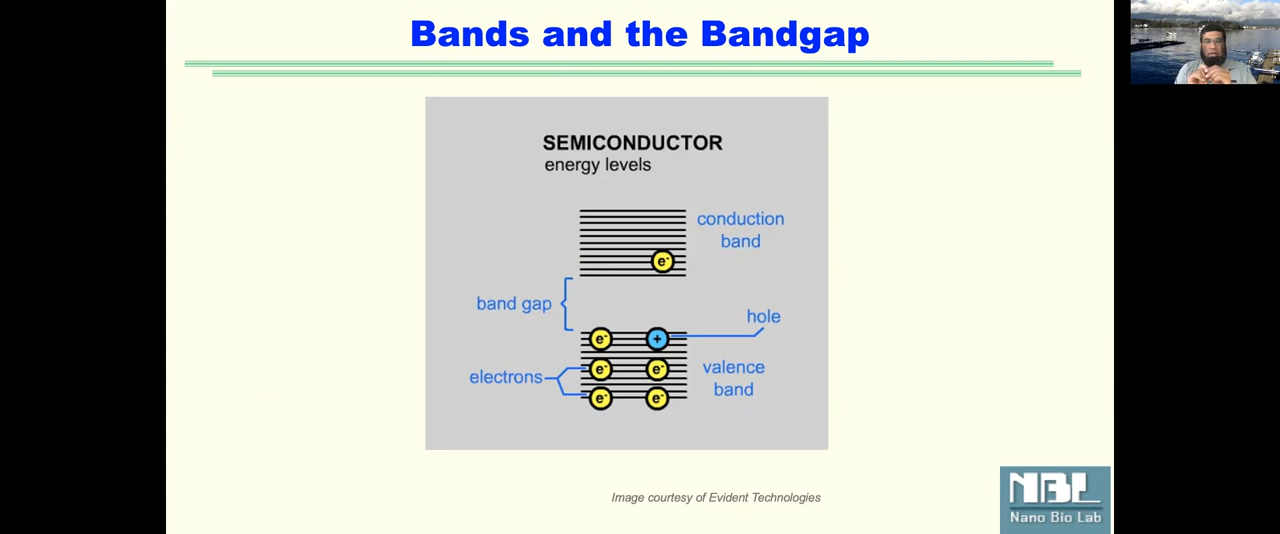 Bands and the Bandgap
SEMICONDUCTOR
energy levels
conduction
band
e-
band gap
hole
e-
+
electrons
e-
e-
valence
band
e-
e-
Image courtesy of Evident Technologies
NBL
Nano Bio Lab